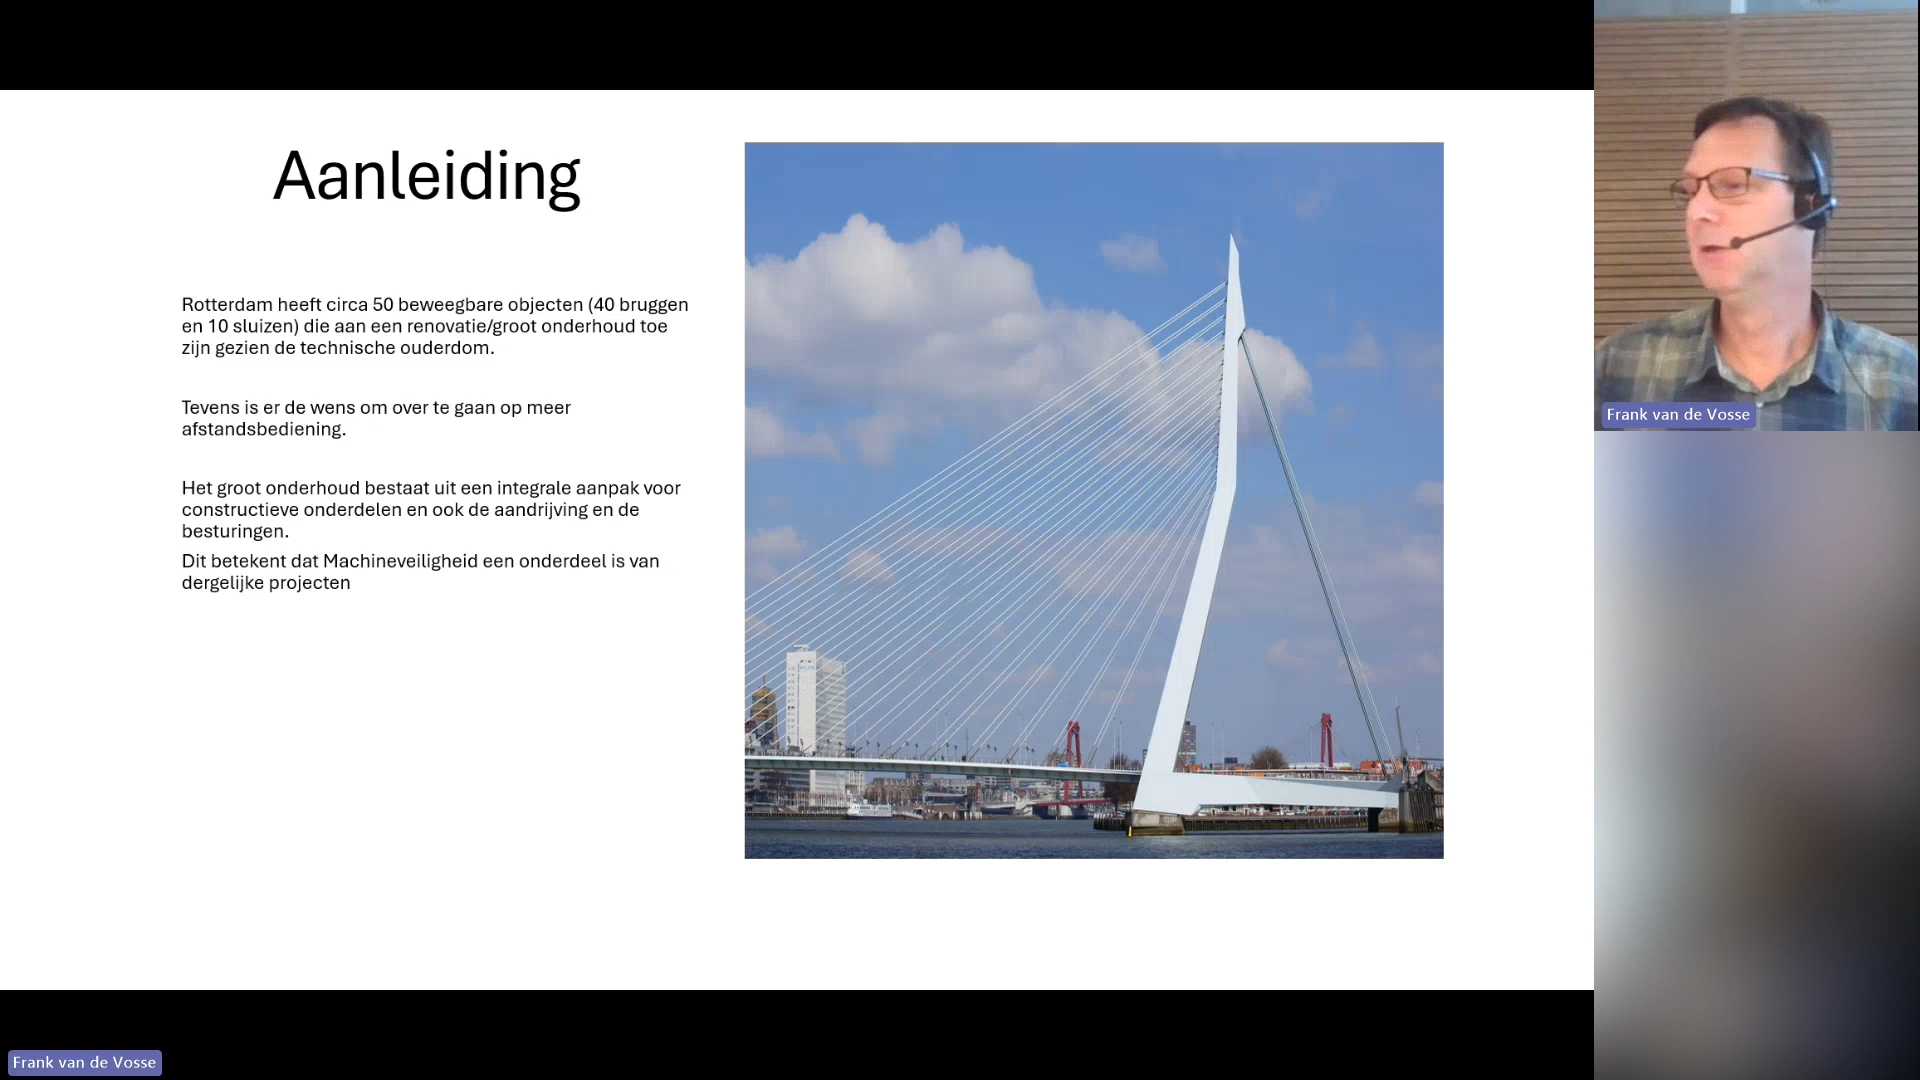 Aanleiding
Rotterdam heeft circa 50 beweegbare objecten (40 bruggen
en 10 sluizen) die aan een renovatie/groot onderhoud toe
zijn gezien de technische ouderdom.
Tevens is er de wens om over te gaan op meer
afstandsbediening.
Het groot onderhoud bestaat uit een integrale aanpak voor
constructieve onderdelen en ook de aandrijving en de
besturingen.
Dit betekent dat Machineveiligheid een onderdeel is van
dergelijke projecten
Frank van de Vosse
Frank van de Vosse